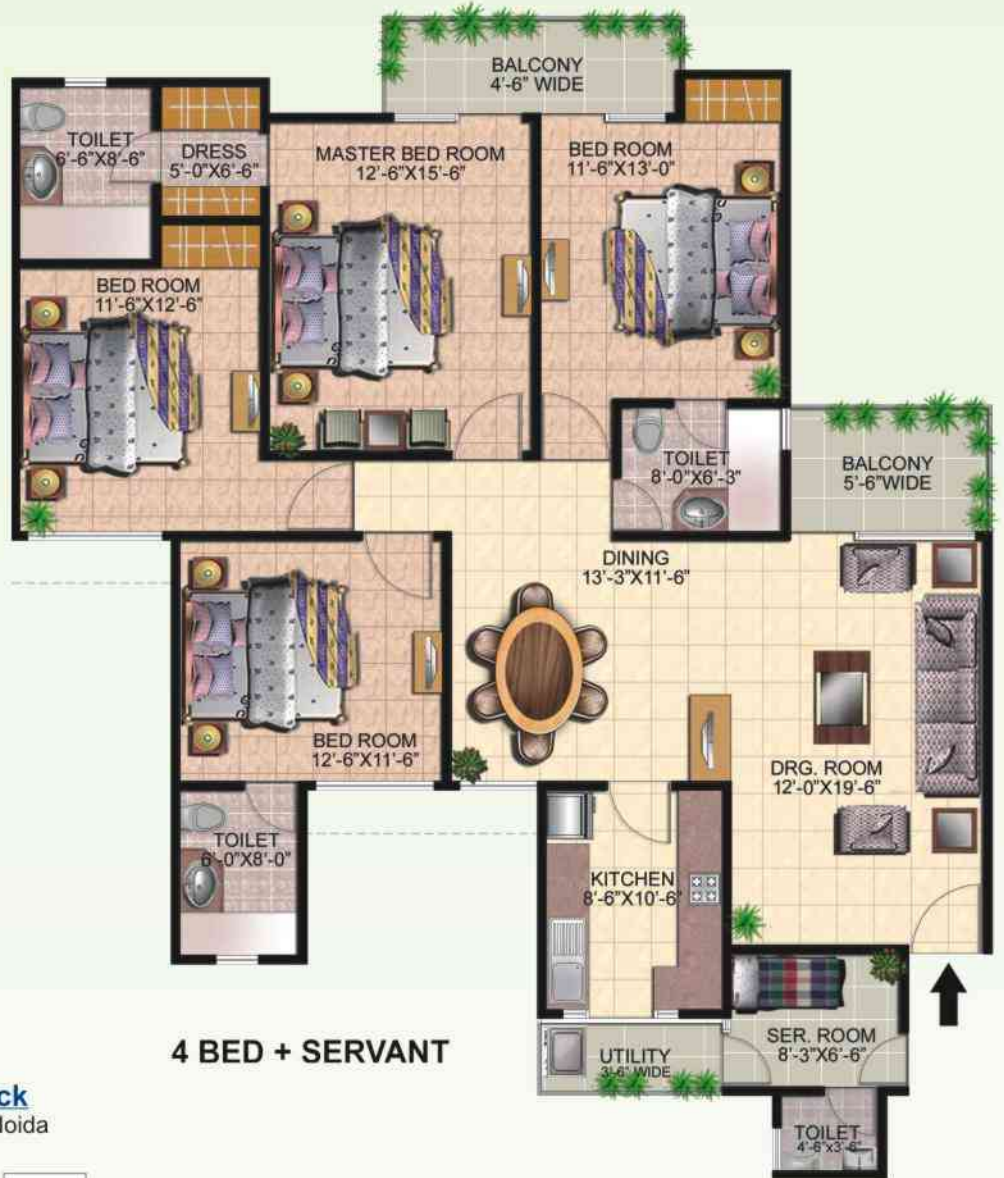 BALCONY
4'-6" WIDE
TOILET
6'-6"X8'-6"
DRESS
5'-0"X6'-6"
MASTER BED ROOM
12'-6"X15'-6"
BED ROOM
11'-6"X13'-0"
BED ROOM
11'-6"X12'-6"
TOILET
8'-0"X6'-3"
BALCONY
5'-6"WIDE
DINING
13'-3"X11'-6"
BED ROOM
12'-6"X11'-6"
DRG. ROOM
12'-0"X19'-6"
TOILET
6'-0"X8'-0"
KITCHEN
8'-6"X10'-6"
SER. ROOM
8'-3"X6'-6"
UTILITY
3'-6" WIDE
TOILET
4'-6"x3'-6"
4 BED + SERVANT
ck
loida